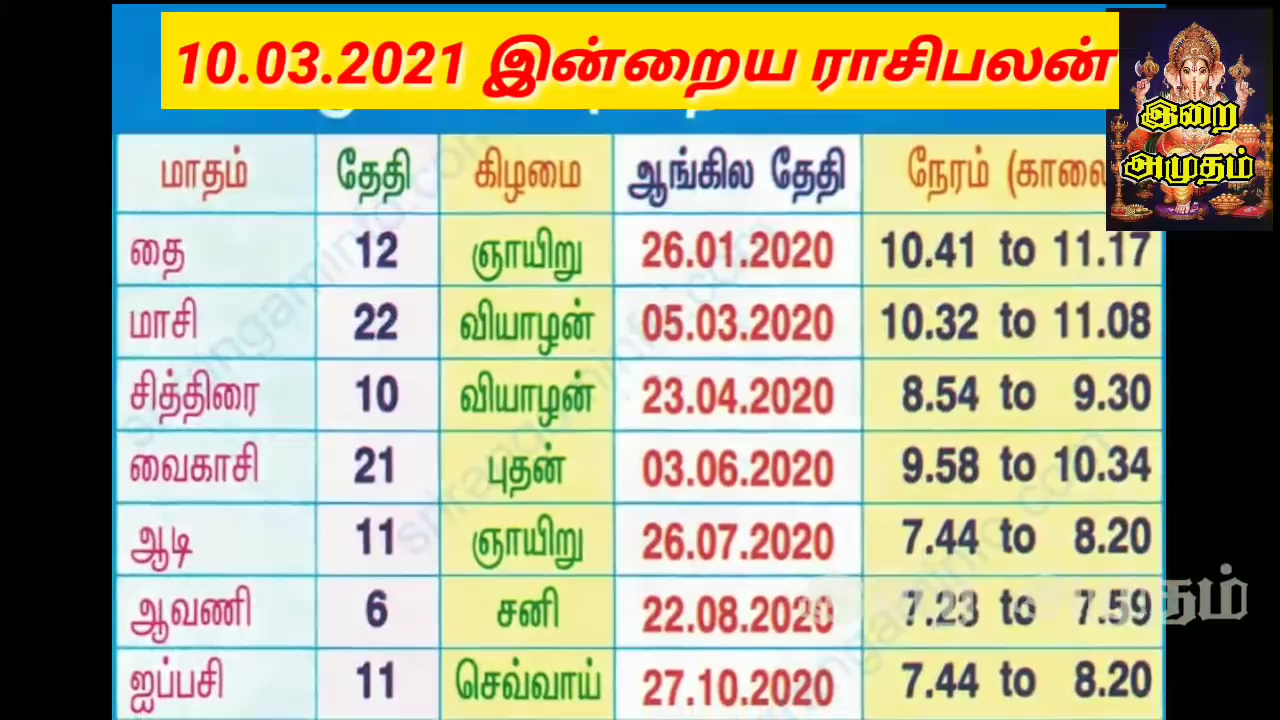 10.03.2021 இன்றைய ராசிபலன்
இறை
அமுதம்
மாதம் தேதி கிழமை ஆங்கில தேதி நேரம் (காலை
தை 12 ஞாயிறு 26.01.2020 10.41 to 11.17
மாசி 22 வியாழன் 05.03.2020 10.32 to 11.08
சித்திரை 10 வியாழன் 23.04.2020 8.54 to 9.30
வைகாசி 21 புதன் 03.06.2020 9.58 to 10.34
ஆடி 11 ஞாயிறு 26.07.2020 7.44 to 8.20
ஆவணி 6 சனி 22.08.2020 7.23 to 7.59
ஐப்பசி 11 செவ்வாய் 27.10.2020 7.44 to 8.20